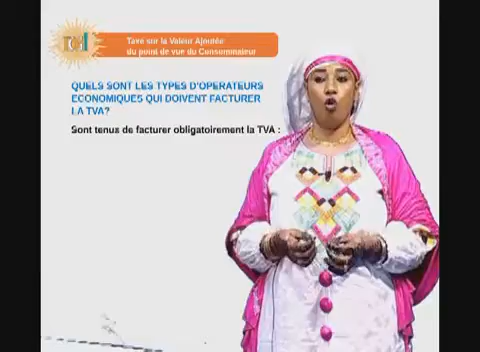 DGI
Taxe sur la Valeur Ajoutée
du point de vue du Consommateur
QUELS SONT LES TYPES D'OPERATEURS
ECONOMIQUES QUI DOIVENT FACTURER
LA TVA?
Sont tenus de facturer obligatoirement la TVA :